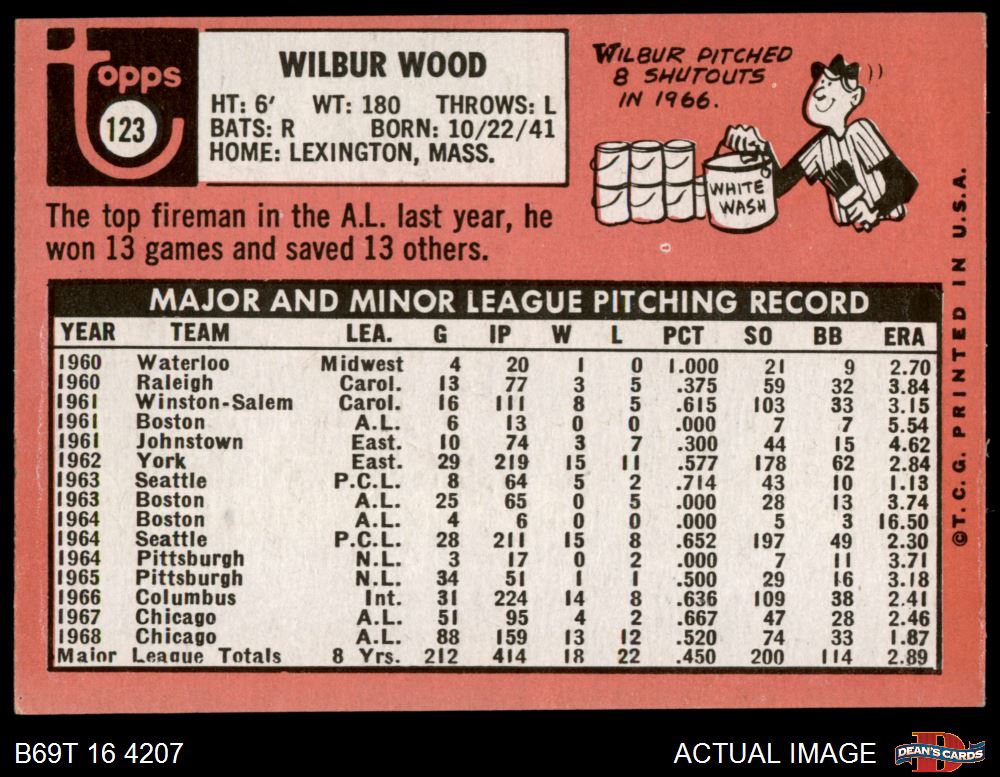 topps
123
WILBUR WOOD
HT: 6' WT: 180 THROWS: L
BATS: R BORN: 10/22/41
HOME: LEXINGTON, MASS.
WILBUR PITCHED
8 SHUTOUTS
IN 1966.
WHITE
WASH
The top fireman in the A.L. last year, he
won 13 games and saved 13 others.
MAJOR AND MINOR LEAGUE PITCHING RECORD
YEAR TEAM LEA. G IP W L PCT SO BB ERA
1960 Waterloo Midwest 4 20 1 0 1.000 21 9 2.70
1960 Raleigh Carol. 13 77 3 5 .375 59 32 3.84
1961 Winston-Salem Carol. 16 111 8 5 .615 103 33 3.15
1961 Boston A.L. 6 13 0 0 .000 7 7 5.54
1961 Johnstown East. 10 74 3 7 .300 44 15 4.62
1962 York East. 29 219 15 11 .577 178 62 2.84
1963 Seattle P.C.L. 8 64 5 2 .714 43 10 1.13
1963 Boston A.L. 25 65 0 5 .000 28 13 3.74
1964 Boston A.L. 4 6 0 0 .000 5 3 16.50
1964 Seattle P.C.L. 28 211 15 8 .652 197 49 2.30
1964 Pittsburgh N.L. 3 17 0 2 .000 7 11 3.71
1965 Pittsburgh N.L. 34 51 1 1 .500 29 16 3.18
1966 Columbus Int. 31 224 14 8 .636 109 38 2.41
1967 Chicago A.L. 51 95 4 2 .667 47 28 2.46
1968 Chicago A.L. 88 159 13 12 .520 74 33 1.87
Major League Totals 8 Yrs. 212 414 18 22 .450 200 114 2.89
©T. C. G. PRINTED IN U.S.A.
B69T 16 4207
ACTUAL IMAGE
DEAN'S CARDS